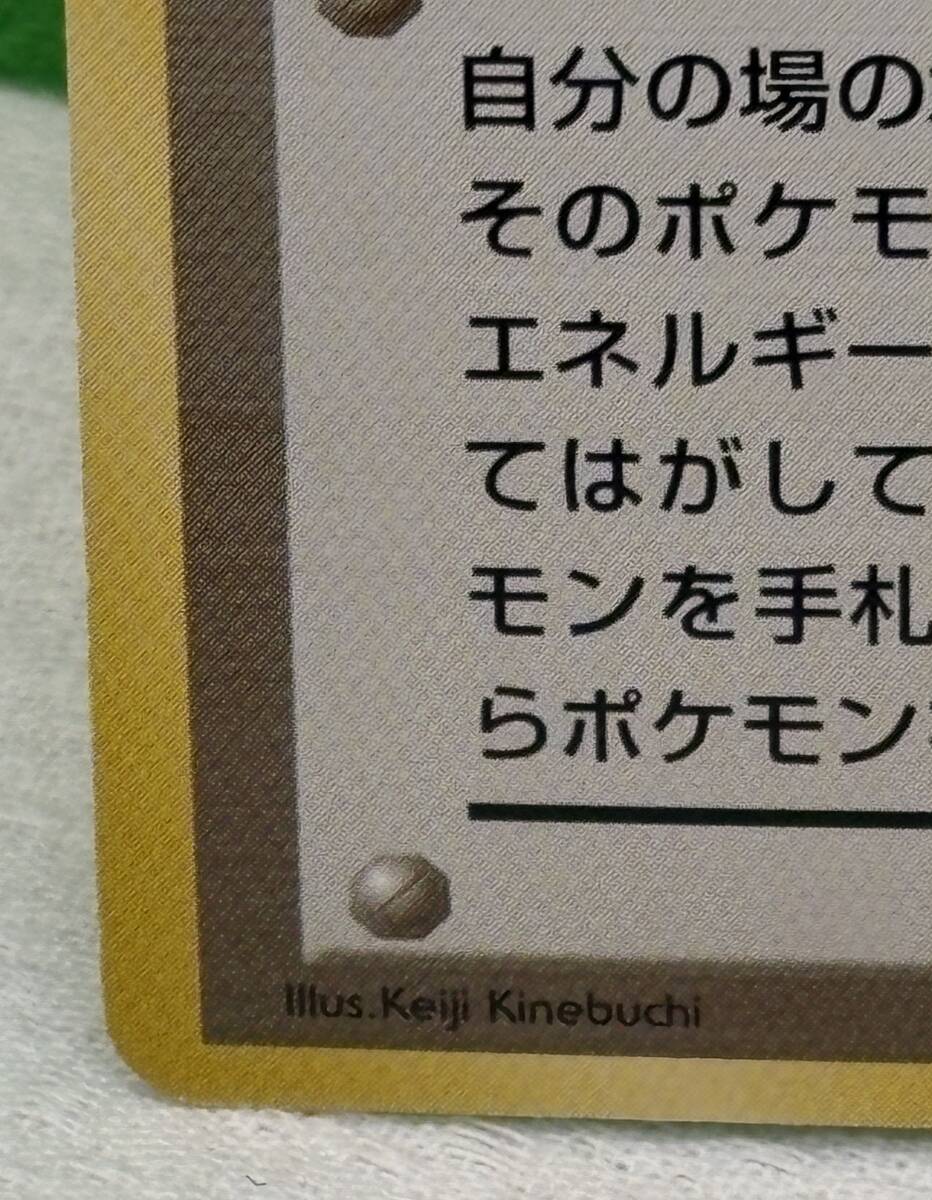 自分の場の
そのポケモ
エネルギー
てはがして
モンを手札
らポケモン
Illus.Keiji Kinebuchi